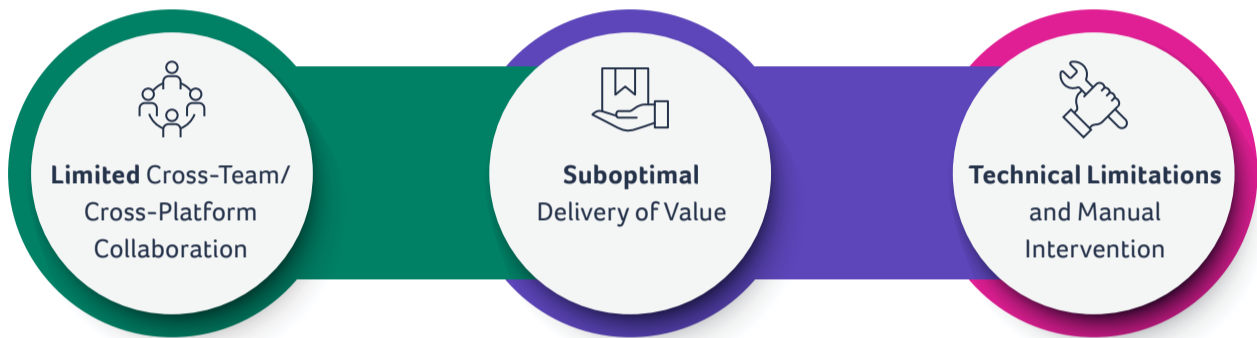 Limited Cross-Team/
Cross-Platform
Collaboration
Suboptimal
Delivery of Value
Technical Limitations
and Manual
Intervention